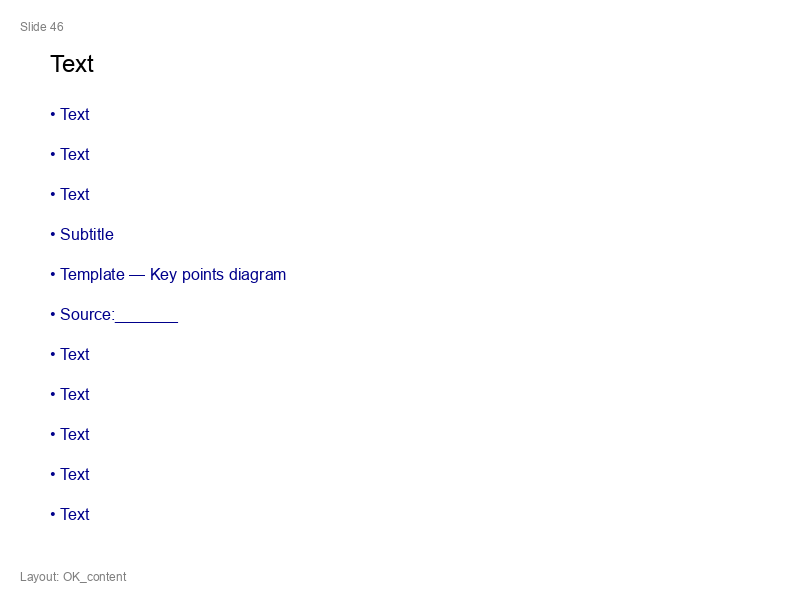 Slide 46
Text
• Text
• Text
• Text
• Subtitle
• Template — Key points diagram
• Source:_______
• Text
• Text
• Text
• Text
• Text
Layout: OK_content